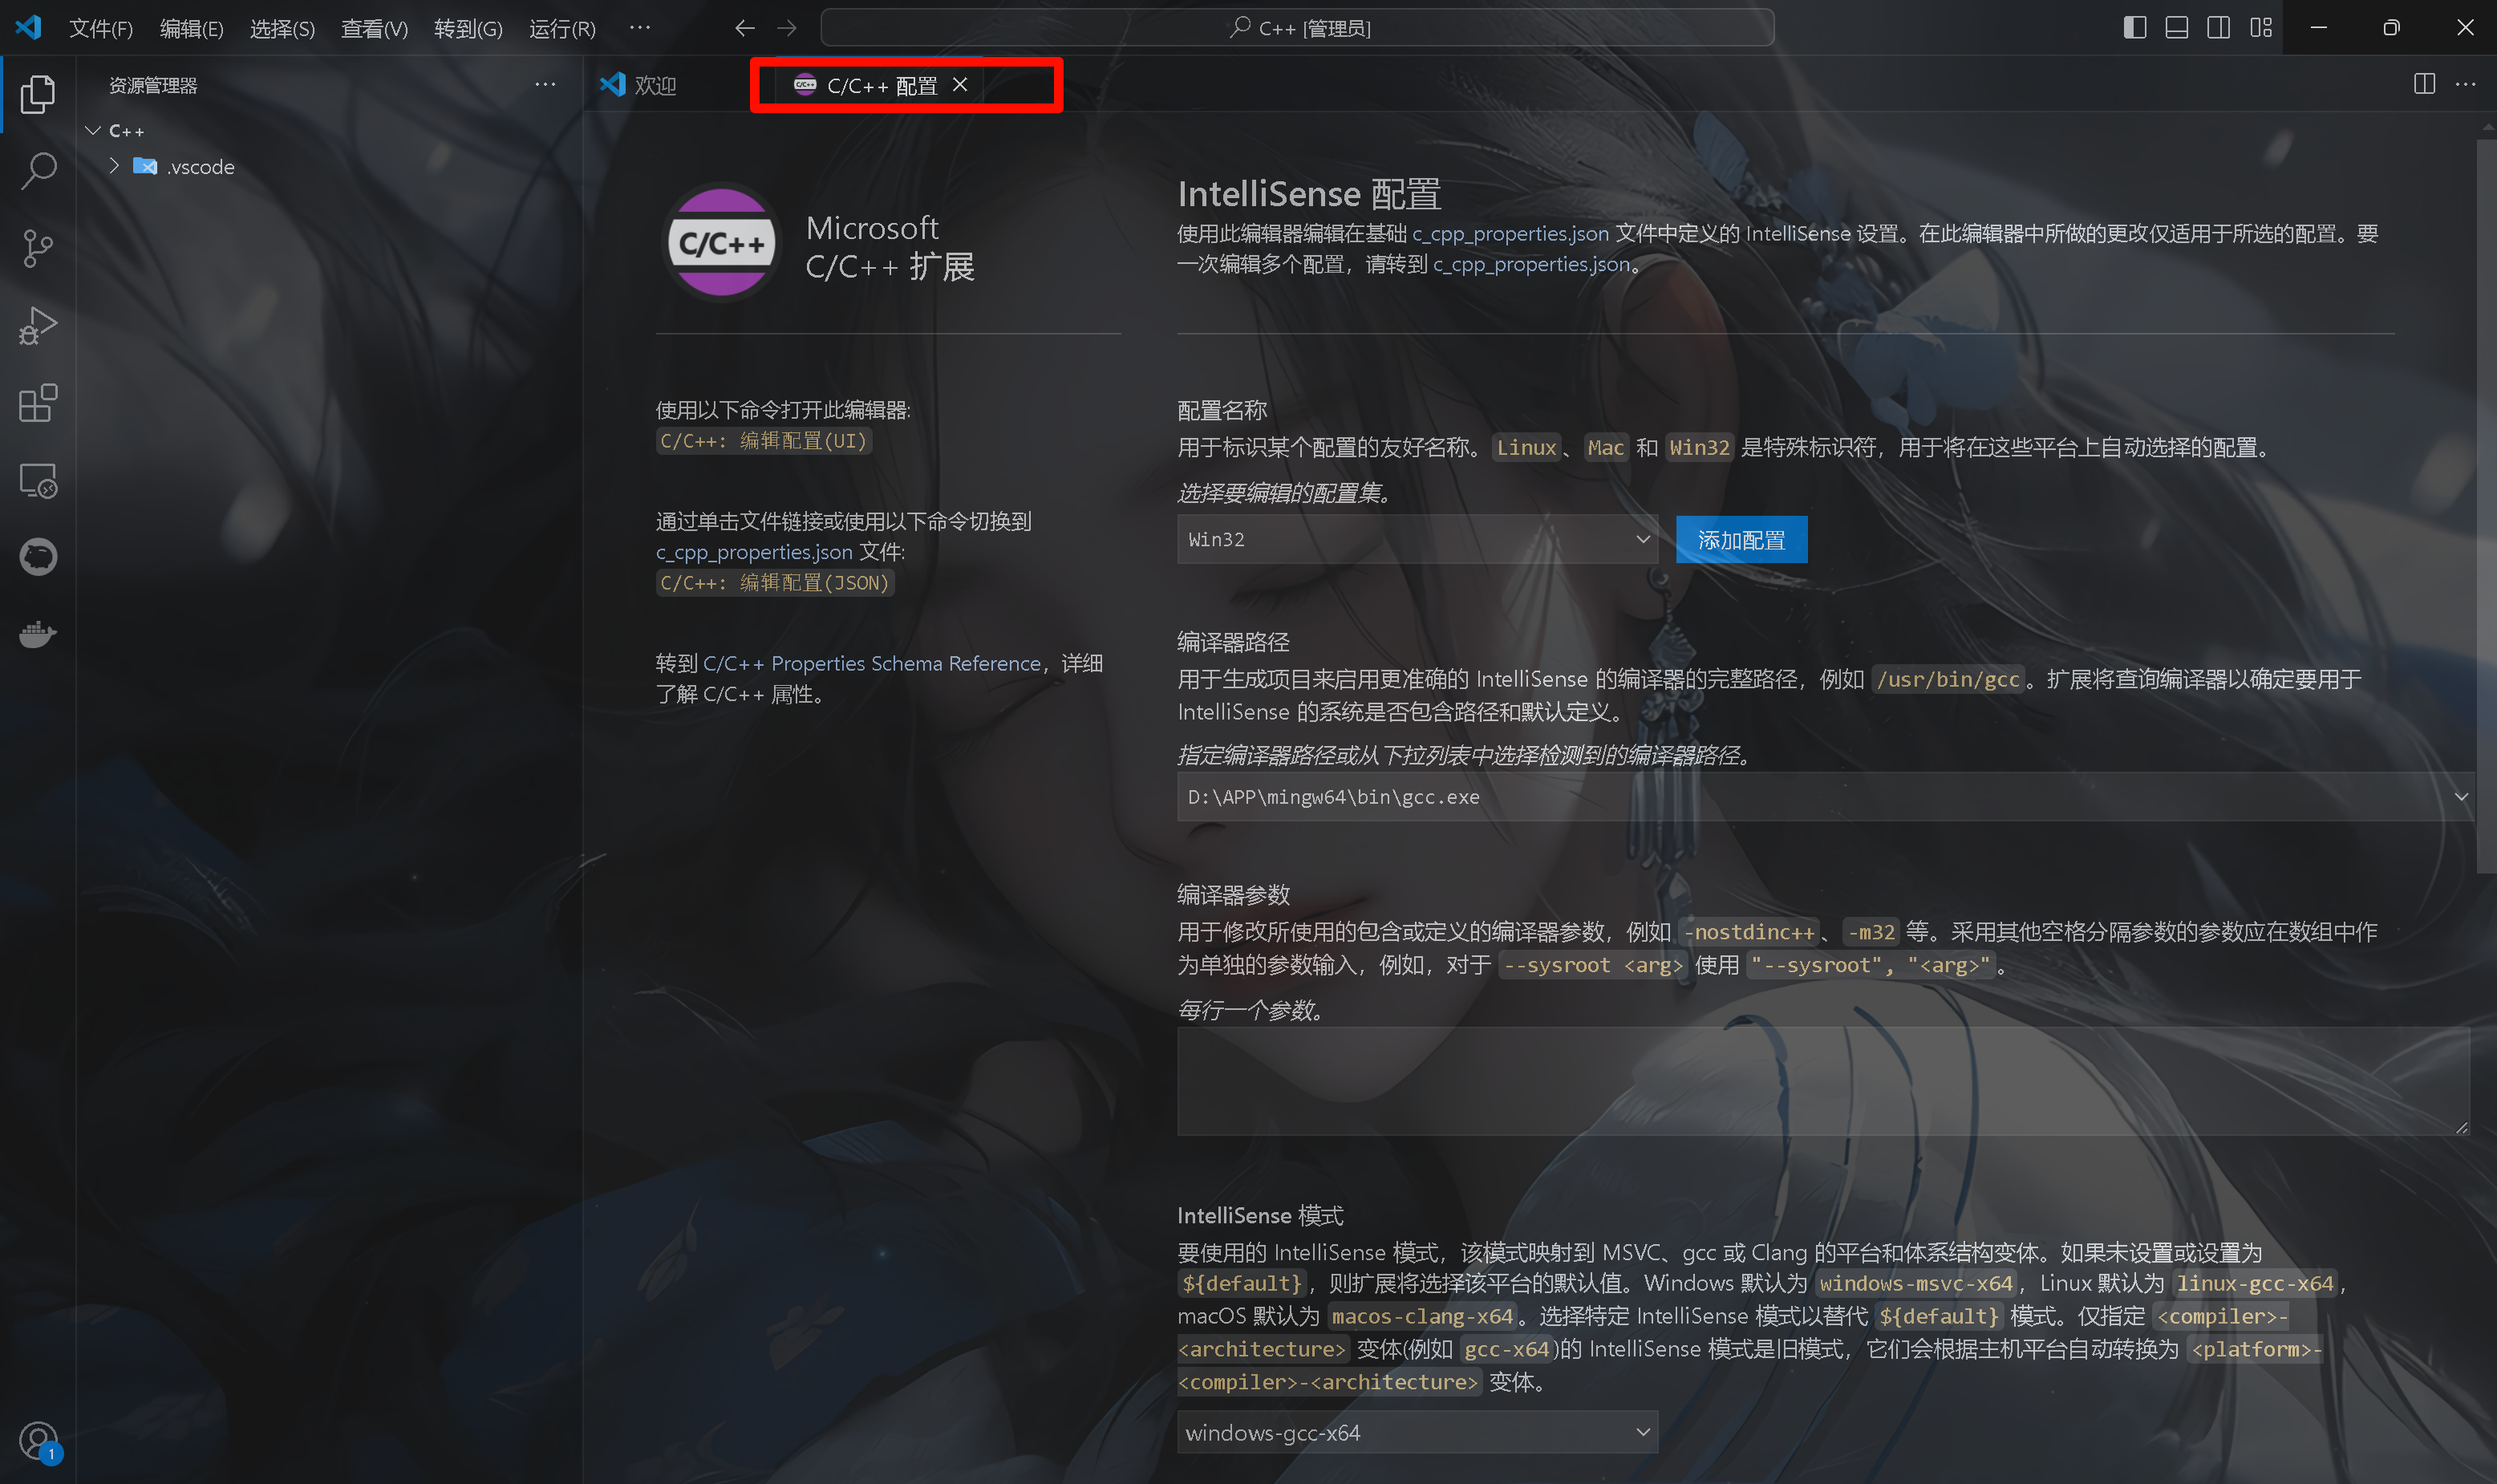 文件(F) 编辑(E) 选择(S) 查看(V) 转到(G) 运行(R) ···
C++ [管理员]
资源管理器
C++
.vscode
欢迎
C/C++ 配置
C/C++
Microsoft
C/C++ 扩展
使用以下命令打开此编辑器:
C/C++: 编辑配置(UI)
通过单击文件链接或使用以下命令切换到
c_cpp_properties.json 文件:
C/C++: 编辑配置(JSON)
转到 C/C++ Properties Schema Reference，详细
了解 C/C++ 属性。
IntelliSense 配置
使用此编辑器编辑在基础 c_cpp_properties.json 文件中定义的 IntelliSense 设置。在此编辑器中所做的更改仅适用于所选的配置。要
一次编辑多个配置，请转到 c_cpp_properties.json。
配置名称
用于标识某个配置的友好名称。Linux、Mac 和 Win32 是特殊标识符，用于将在这些平台上自动选择的配置。
选择要编辑的配置集。
Win32
添加配置
编译器路径
用于生成项目来启用更准确的 IntelliSense 的编译器的完整路径，例如 /usr/bin/gcc。扩展将查询编译器以确定要用于
IntelliSense 的系统是否包含路径和默认定义。
指定编译器路径或从下拉列表中选择检测到的编译器路径。
D:\APP\mingw64\bin\gcc.exe
编译器参数
用于修改所使用的包含或定义的编译器参数，例如 -nostdinc++、-m32 等。采用其他空格分隔参数的参数应在数组中作
为单独的参数输入，例如，对于 --sysroot <arg> 使用 "--sysroot", "<arg>"。
每行一个参数。
IntelliSense 模式
要使用的 IntelliSense 模式，该模式映射到 MSVC、gcc 或 Clang 的平台和体系结构变体。如果未设置或设置为
${default}，则扩展将选择该平台的默认值。Windows 默认为 windows-msvc-x64，Linux 默认为 linux-gcc-x64，
macOS 默认为 macos-clang-x64。选择特定 IntelliSense 模式以替代 ${default} 模式。仅指定 <compiler>-
<architecture> 变体(例如 gcc-x64)的 IntelliSense 模式是旧模式，它们会根据主机平台自动转换为 <platform>-
<compiler>-<architecture> 变体。
windows-gcc-x64
1